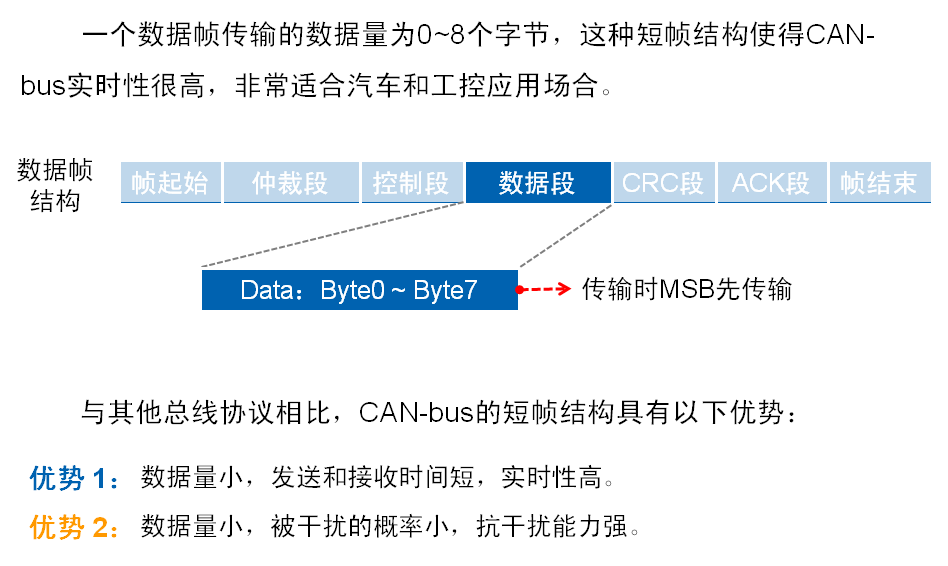 一个数据帧传输的数据量为0~8个字节，这种短帧结构使得CAN-
bus实时性很高，非常适合汽车和工控应用场合。
数据帧
结构
帧起始 仲裁段 控制段 数据段 CRC段 ACK段 帧结束
Data：Byte0 ~ Byte7
传输时MSB先传输
与其他总线协议相比，CAN-bus的短帧结构具有以下优势：
优势 1： 数据量小，发送和接收时间短，实时性高。
优势 2： 数据量小，被干扰的概率小，抗干扰能力强。